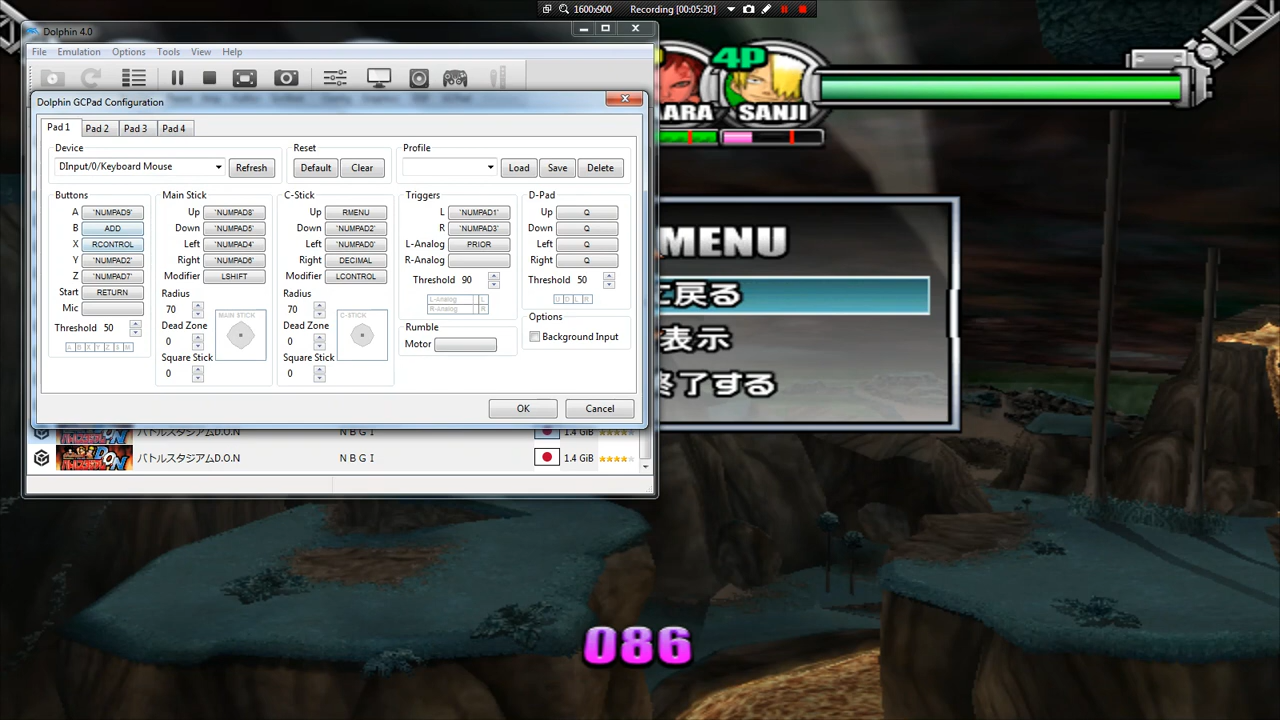 1600x900 Recording [00:05:30]
Dolphin 4.0
File Emulation Options Tools View Help
4P
SANJI
Dolphin GCPad Configuration
Pad 1 Pad 2 Pad 3 Pad 4
Device
DInput/0/Keyboard Mouse Refresh
Reset
Default Clear
Profile
Load Save Delete
Buttons
A 'NUMPAD9'
B ADD
X RCONTROL
Y 'NUMPAD2'
Z 'NUMPAD7'
Start RETURN
Mic
Threshold 50
A B X Y Z S M
Main Stick
Up 'NUMPAD8'
Down 'NUMPAD5'
Left 'NUMPAD4'
Right 'NUMPAD6'
Modifier LSHIFT
Radius
70 MAIN STICK
Dead Zone
0
Square Stick
0
C-Stick
Up RMENU
Down 'NUMPAD2'
Left 'NUMPAD0'
Right DECIMAL
Modifier LCONTROL
Radius
70 C-STICK
Dead Zone
0
Square Stick
0
Triggers
L 'NUMPAD1'
R 'NUMPAD3'
L-Analog PRIOR
R-Analog
Threshold 90
L-Analog L
R-Analog R
Rumble
Motor
D-Pad
Up Q
Down Q
Left Q
Right Q
Threshold 50
U D L R
Options
Background Input
OK Cancel
MENU
に戻る
表示
終了する
バトルスタジアムD.O.N ＮＢＧＩ 1.4 GiB
バトルスタジアムD.O.N ＮＢＧＩ 1.4 GiB
086